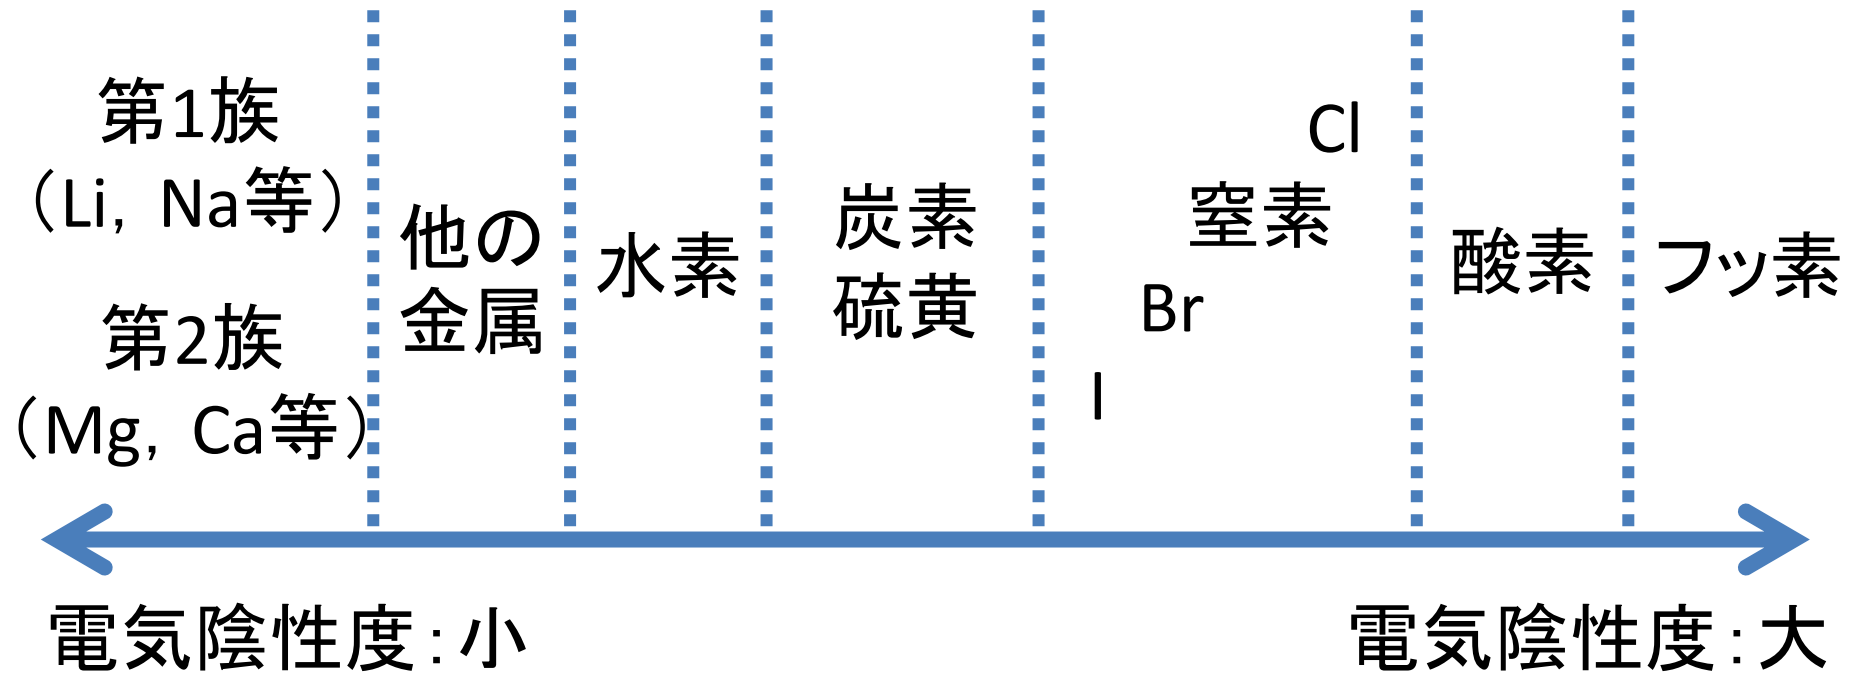 第1族
(Li, Na等)
第2族
(Mg, Ca等)
他の
金属
水素
炭素
硫黄
Cl
窒素
Br
I
酸素
フッ素
電気陰性度:小
電気陰性度:大